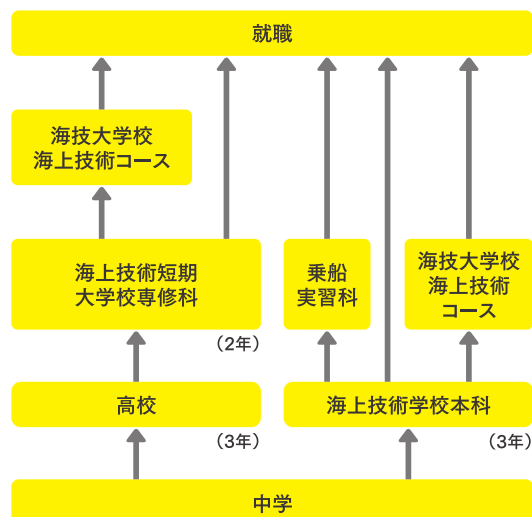 就職
海技大学校
海上技術コース
海上技術短期
大学校専修科
乗船
実習科
海技大学校
海上技術
コース
（2年）
高校
海上技術学校本科
（3年）
（3年）
中学